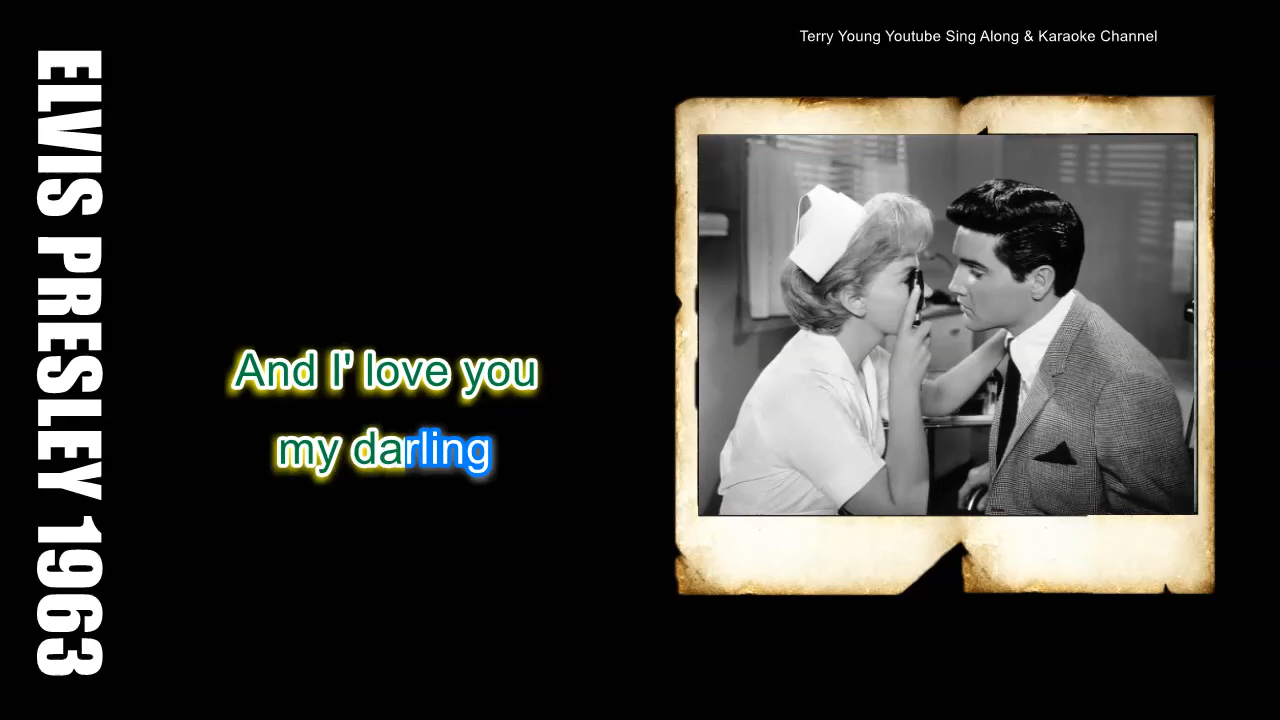 Terry Young Youtube Sing Along & Karaoke Channel
ELVIS PRESLEY 1963
And I' love you
my darling